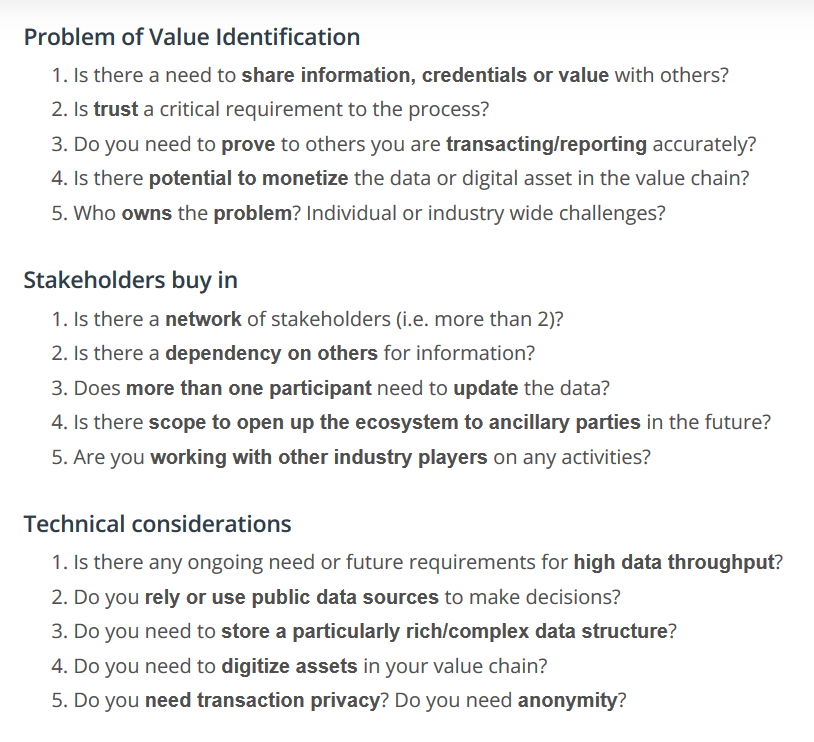 Problem of Value Identification
1. Is there a need to share information, credentials or value with others?
2. Is trust a critical requirement to the process?
3. Do you need to prove to others you are transacting/reporting accurately?
4. Is there potential to monetize the data or digital asset in the value chain?
5. Who owns the problem? Individual or industry wide challenges?
Stakeholders buy in
1. Is there a network of stakeholders (i.e. more than 2)?
2. Is there a dependency on others for information?
3. Does more than one participant need to update the data?
4. Is there scope to open up the ecosystem to ancillary parties in the future?
5. Are you working with other industry players on any activities?
Technical considerations
1. Is there any ongoing need or future requirements for high data throughput?
2. Do you rely or use public data sources to make decisions?
3. Do you need to store a particularly rich/complex data structure?
4. Do you need to digitize assets in your value chain?
5. Do you need transaction privacy? Do you need anonymity?